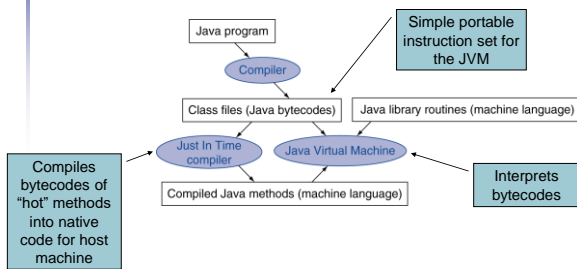 Java program
Simple portable
instruction set for
the JVM
Compiler
Class files (Java bytecodes)
Java library routines (machine language)
Just In Time
compiler
Java Virtual Machine
Compiles
bytecodes of
“hot” methods
into native
code for host
machine
Interprets
bytecodes
Compiled Java methods (machine language)